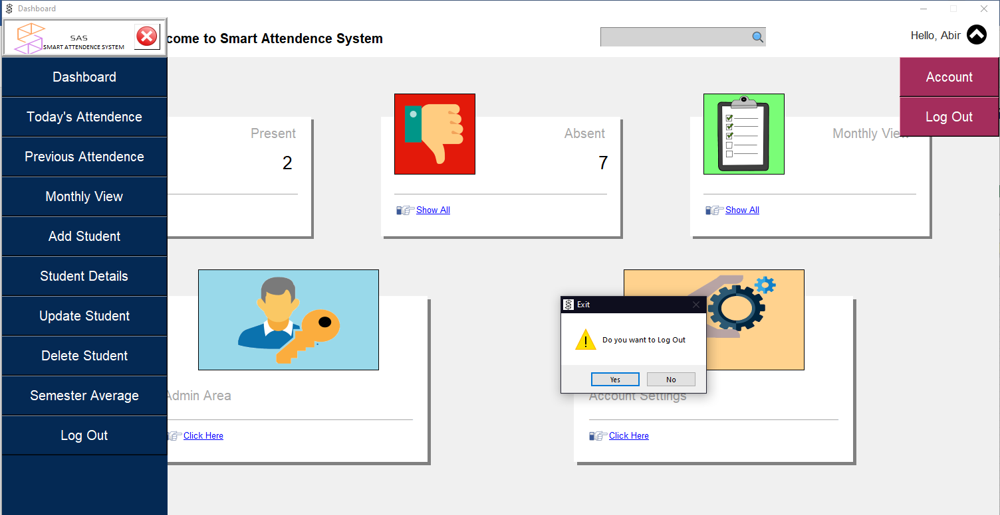 Dashboard
SAS
SMART ATTENDENCE SYSTEM
come to Smart Attendence System
Hello, Abir
Dashboard
Today's Attendence
Previous Attendence
Monthly View
Add Student
Student Details
Update Student
Delete Student
Semester Average
Log Out
Account
Log Out
Present
2
Absent
7
Show All
Monthly View
Show All
Admin Area
Click Here
Exit
Do you want to Log Out
Yes
No
Account Settings
Click Here